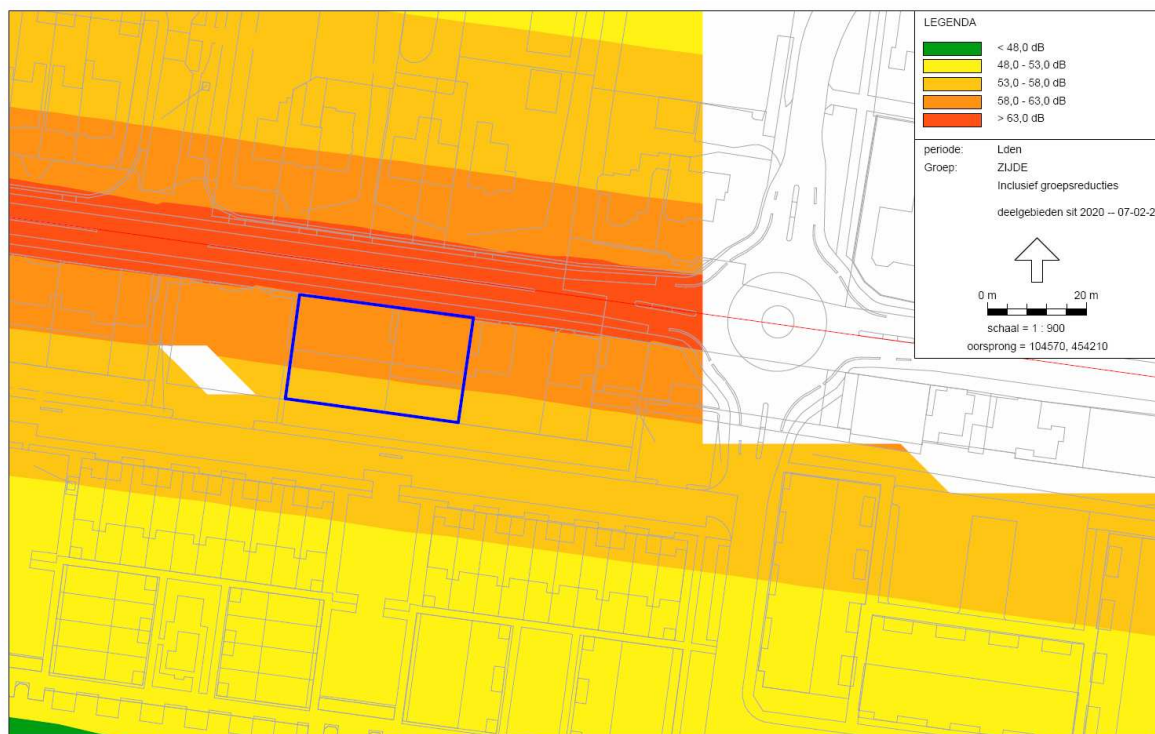 LEGENDA
< 48,0 dB
48,0 - 53,0 dB
53,0 - 58,0 dB
58,0 - 63,0 dB
> 63,0 dB
periode: Lden
Groep: ZIJDE
Inclusief groepsreducties
deelgebieden sit 2020 -- 07-02-2
0 m 20 m
schaal = 1 : 900
oorsprong = 104570, 454210